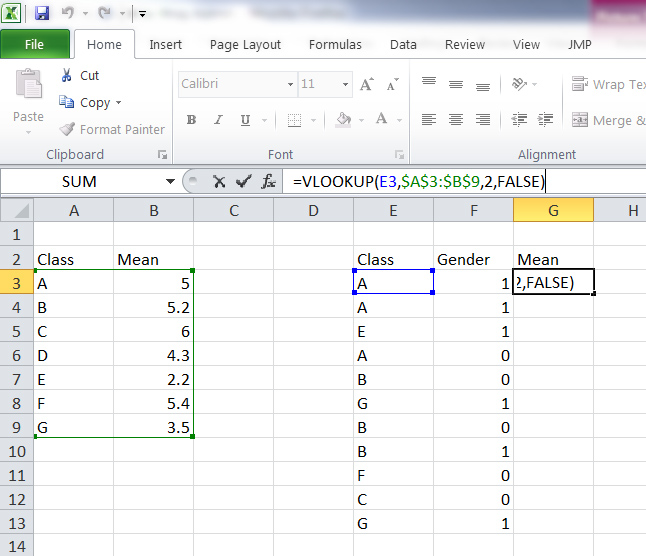 File Home Insert Page Layout Formulas Data Review View JMP
Cut
Copy
Format Painter
Paste
Calibri 11
B I U
Wrap
Merge &
Clipboard Font Alignment
SUM fx =VLOOKUP(E3,$A$3:$B$9,2,FALSE)
A B C D E F G H
1
2 Class Mean Class Gender Mean
3 A 5 A 1 2,FALSE)
4 B 5.2 A 1
5 C 6 E 1
6 D 4.3 A 0
7 E 2.2 B 0
8 F 5.4 G 1
9 G 3.5 B 0
10 B 1
11 F 0
12 C 0
13 G 1
14